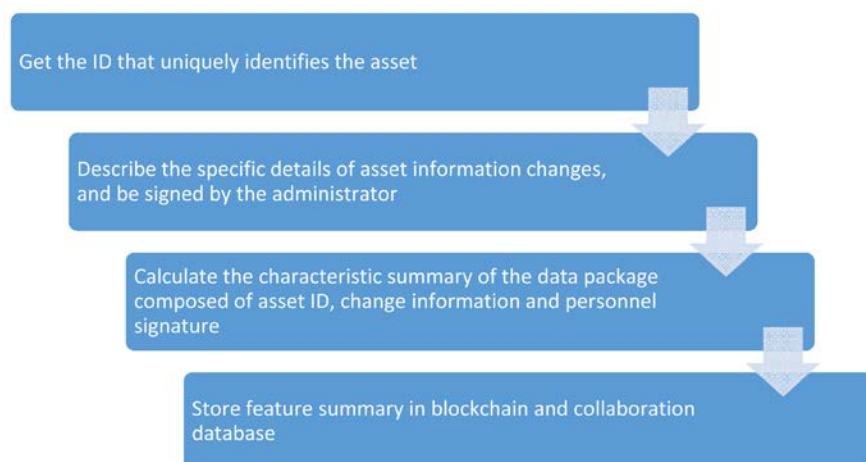 Get the ID that uniquely identifies the asset
Describe the specific details of asset information changes,
and be signed by the administrator
Calculate the characteristic summary of the data package
composed of asset ID, change information and personnel
signature
Store feature summary in blockchain and collaboration
database